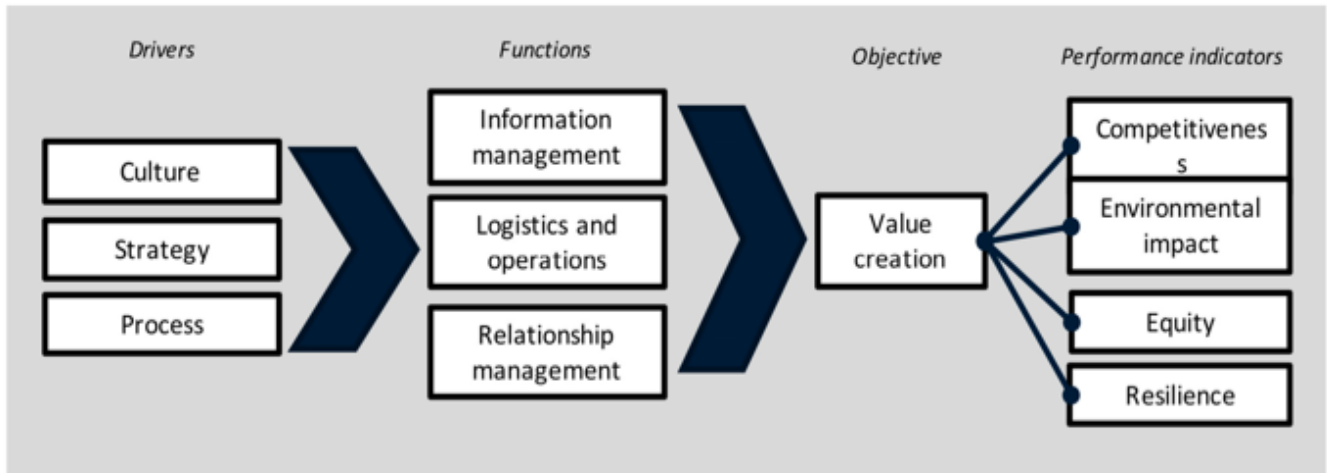 Drivers
Functions
Objective
Performance indicators
Culture
Strategy
Process
Information
management
Logistics and
operations
Relationship
management
Value
creation
Competitivenes
s
Environmental
impact
Equity
Resilience